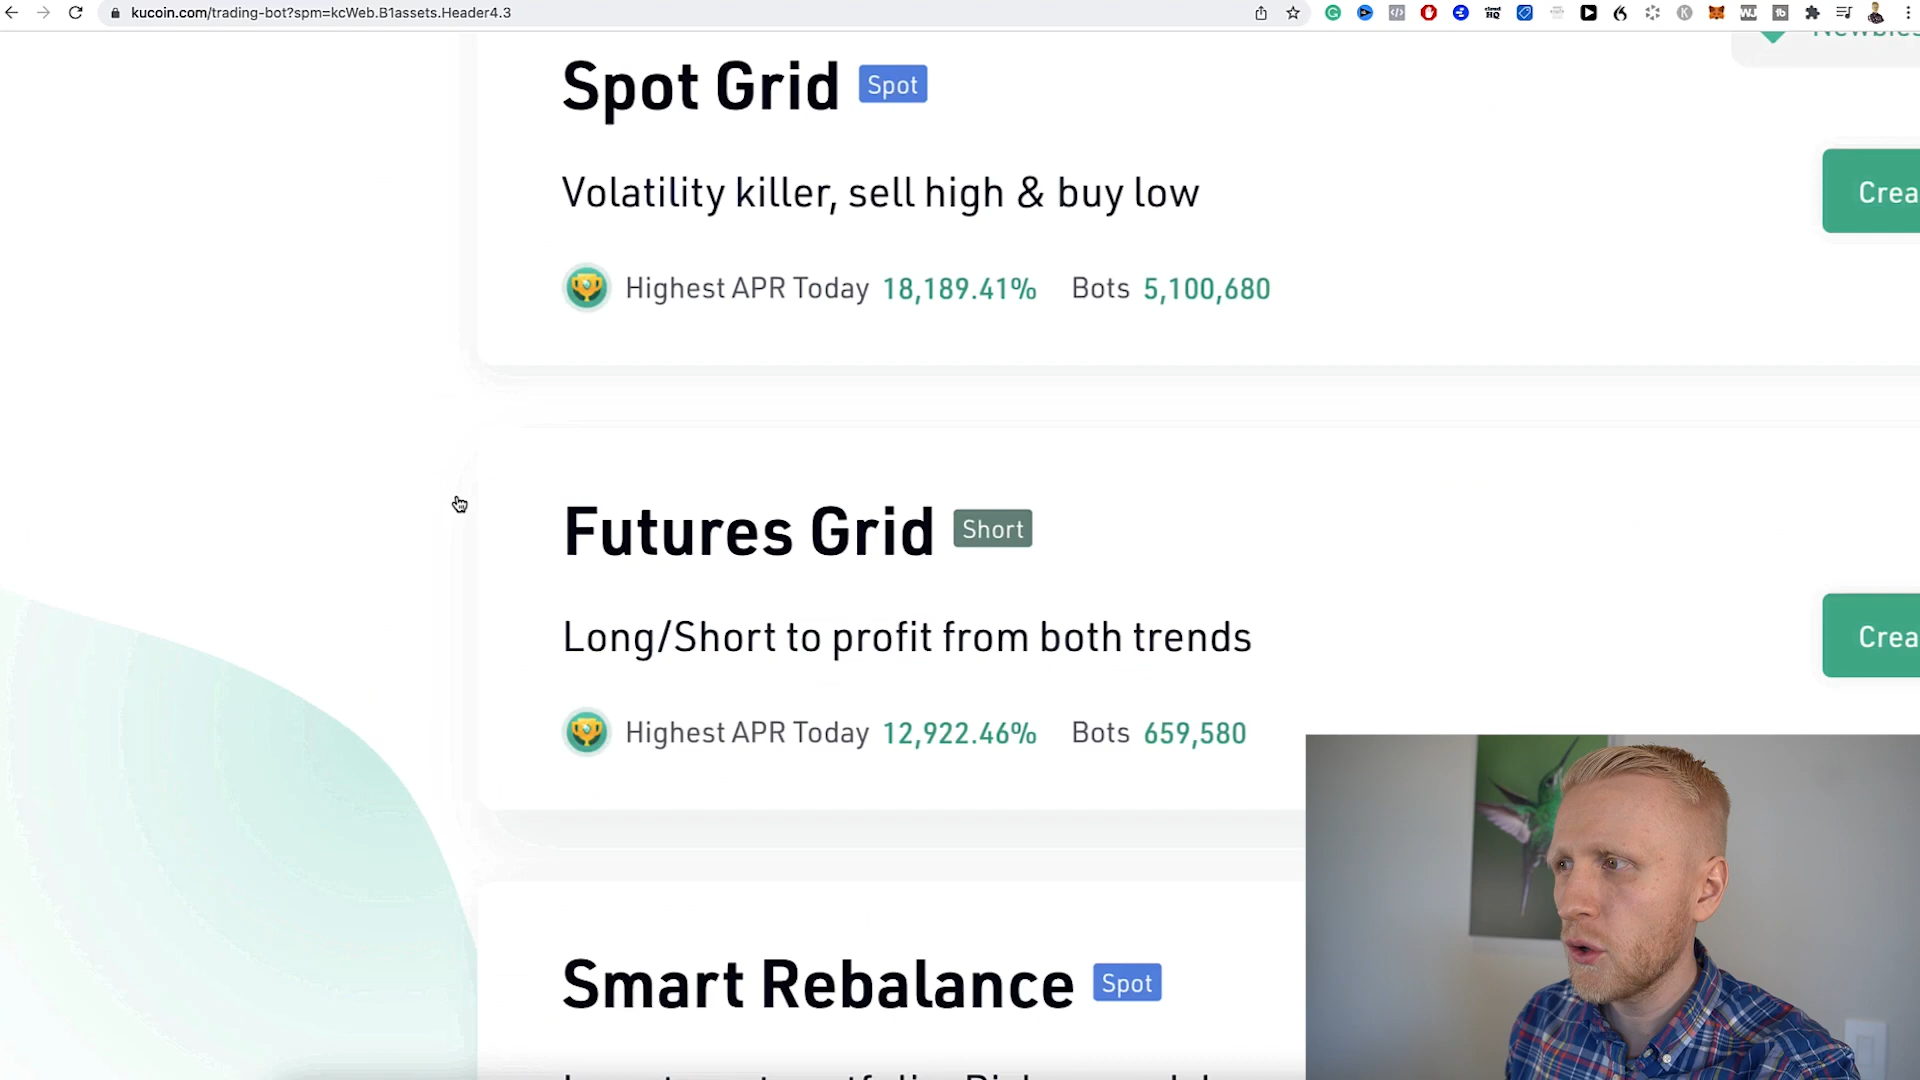 kucoin.com/trading-bot?spm=kcWeb.B1assets.Header4.3
Spot Grid Spot
Volatility killer, sell high & buy low
Crea
Highest APR Today 18,189.41% Bots 5,100,680
Futures Grid Short
Long/Short to profit from both trends
Crea
Highest APR Today 12,922.46% Bots 659,580
Smart Rebalance Spot